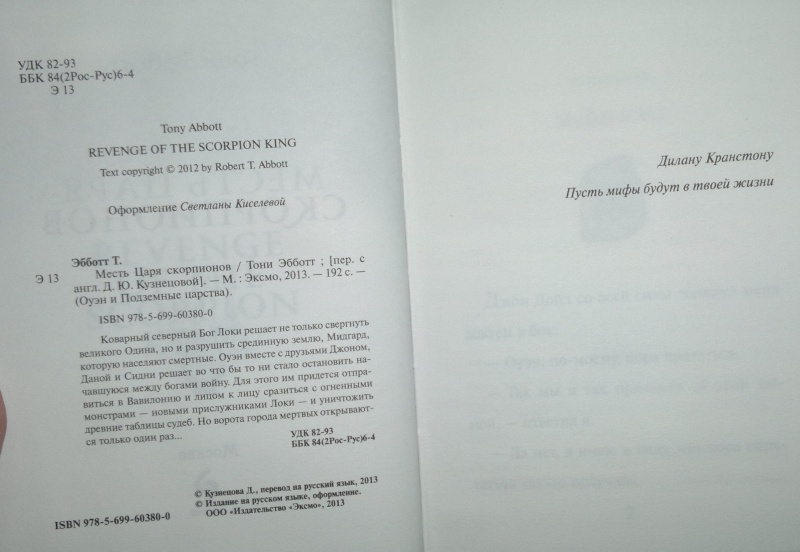 УДК 82-93
ББК 84(2Рос-Рус)6-4
Э 13
Tony Abbott
REVENGE OF THE SCORPION KING
Text copyright © 2012 by Robert T. Abbott
Оформление Светланы Киселевой
Эбботт Т.
Э 13 Месть Царя скорпионов / Тони Эбботт ; [пер. с
англ. Д. Ю. Кузнецовой]. — М. : Эксмо, 2013. — 192 с. —
(Оуэн и Подземные царства).
ISBN 978-5-699-60380-0
Коварный северный Бог Локи решает не только свергнуть
великого Одина, но и разрушить срединную землю, Мидгард,
которую населяют смертные. Оуэн вместе с друзьями Джоном,
Даной и Сидни решает во что бы то ни стало остановить на-
чавшуюся между богами войну. Для этого им придется отпра-
виться в Вавилонию и лицом к лицу сразиться с огненными
монстрами — новыми прислужниками Локи — и уничтожить
древние таблицы судеб. Но ворота города мертвых открывают-
ся только один раз...
УДК 82-93
ББК 84(2Рос-Рус)6-4
© Кузнецова Д., перевод на русский язык, 2013
© Издание на русском языке, оформление.
ООО «Издательство «Эксмо», 2013
ISBN 978-5-699-60380-0
Дилану Кранстону
Пусть мифы будут в твоей жизни